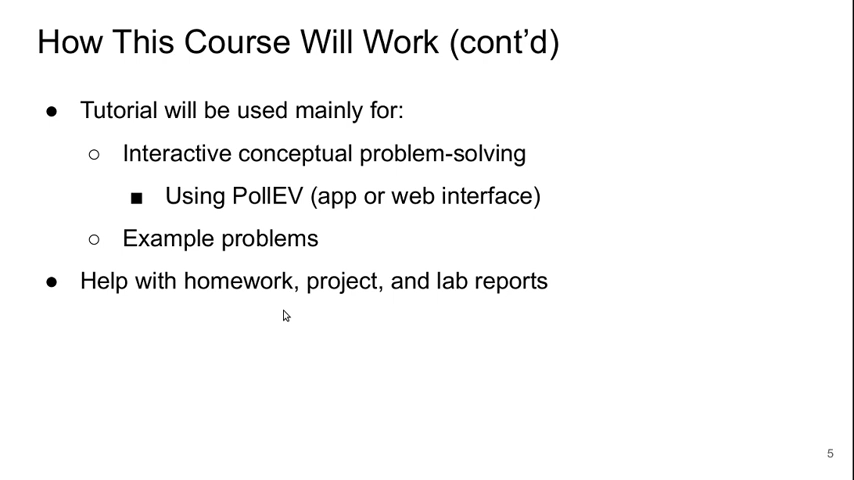 How This Course Will Work (cont’d)
● Tutorial will be used mainly for:
○ Interactive conceptual problem-solving
■ Using PollEV (app or web interface)
○ Example problems
● Help with homework, project, and lab reports
5